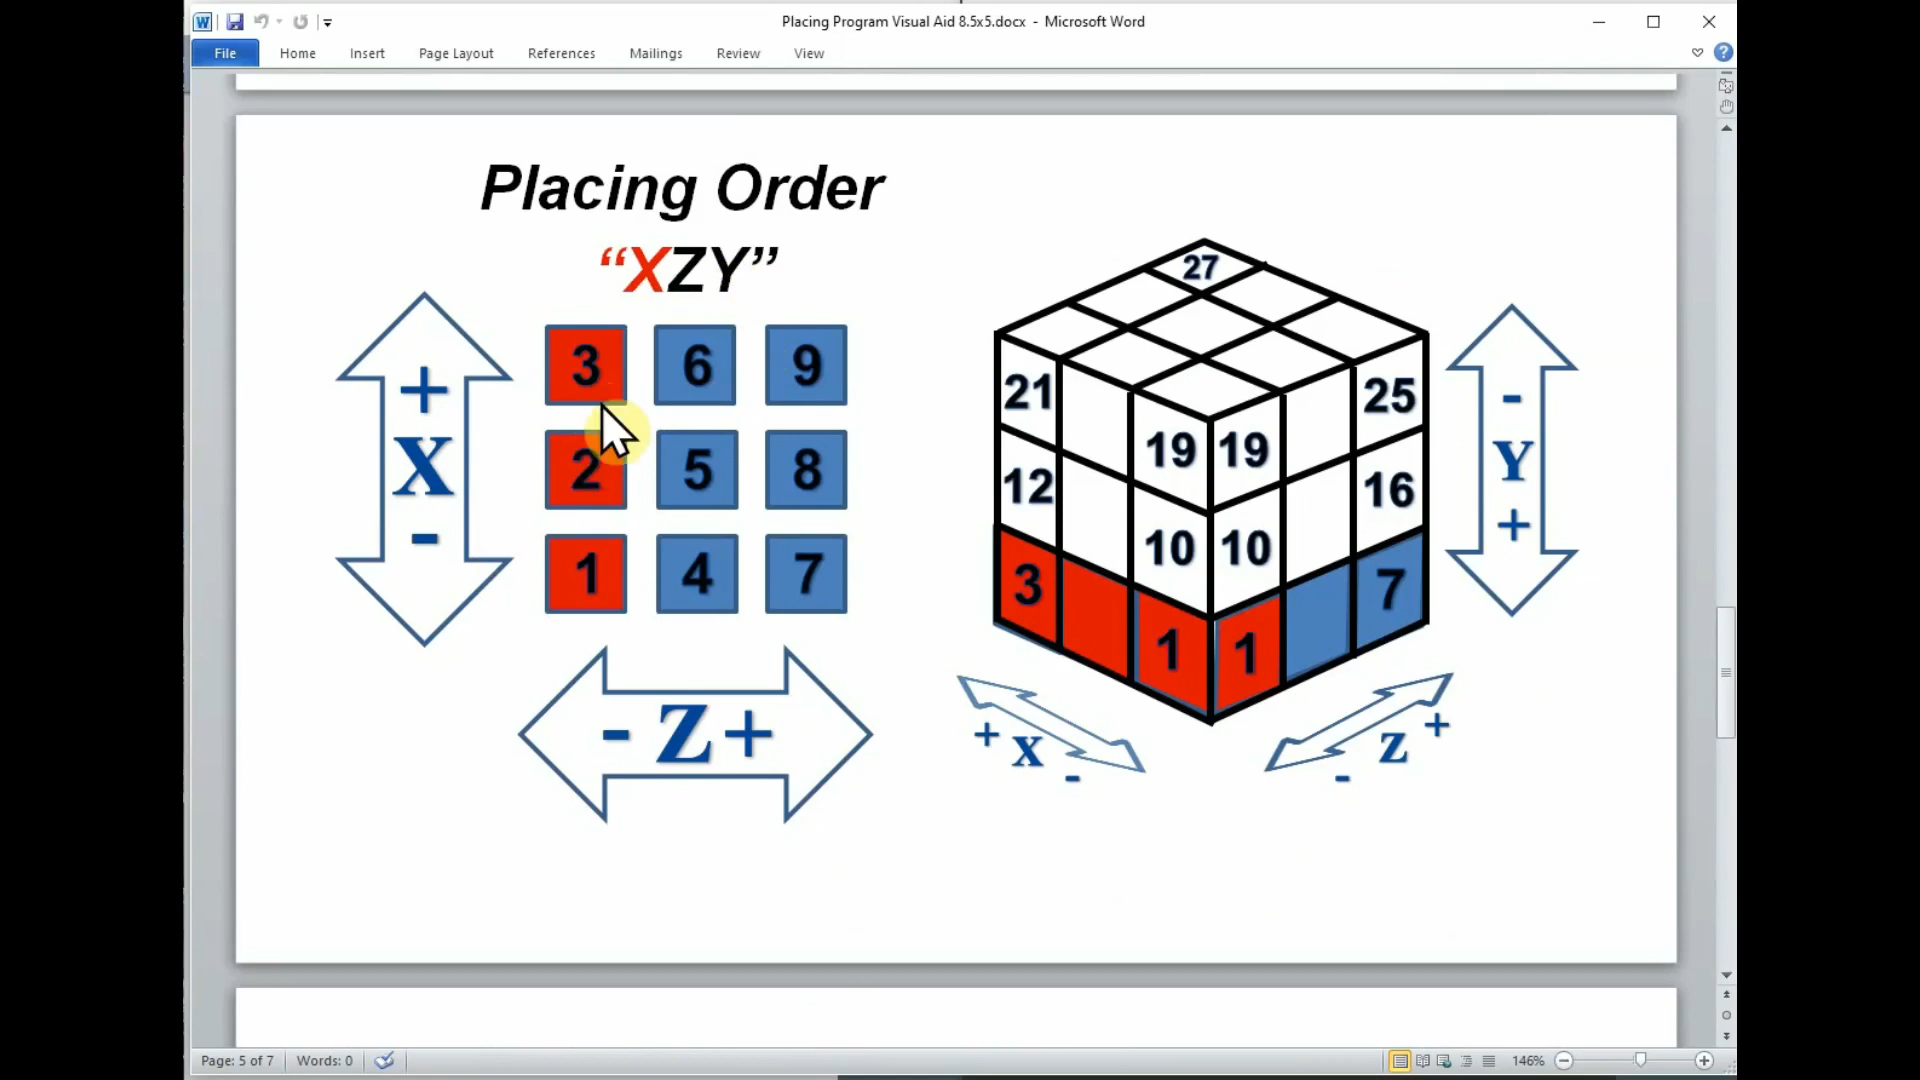 Placing Program Visual Aid 8.5x5.docx - Microsoft Word
File Home Insert Page Layout References Mailings Review View
Placing Order
“XZY”
+
X
-
3 6 9
2 5 8
1 4 7
- Z +
27
21 25
19 19
12 16
10 10
3 7
1 1
-
Y
+
+ X -
- Z +
Page: 5 of 7 Words: 0 146%